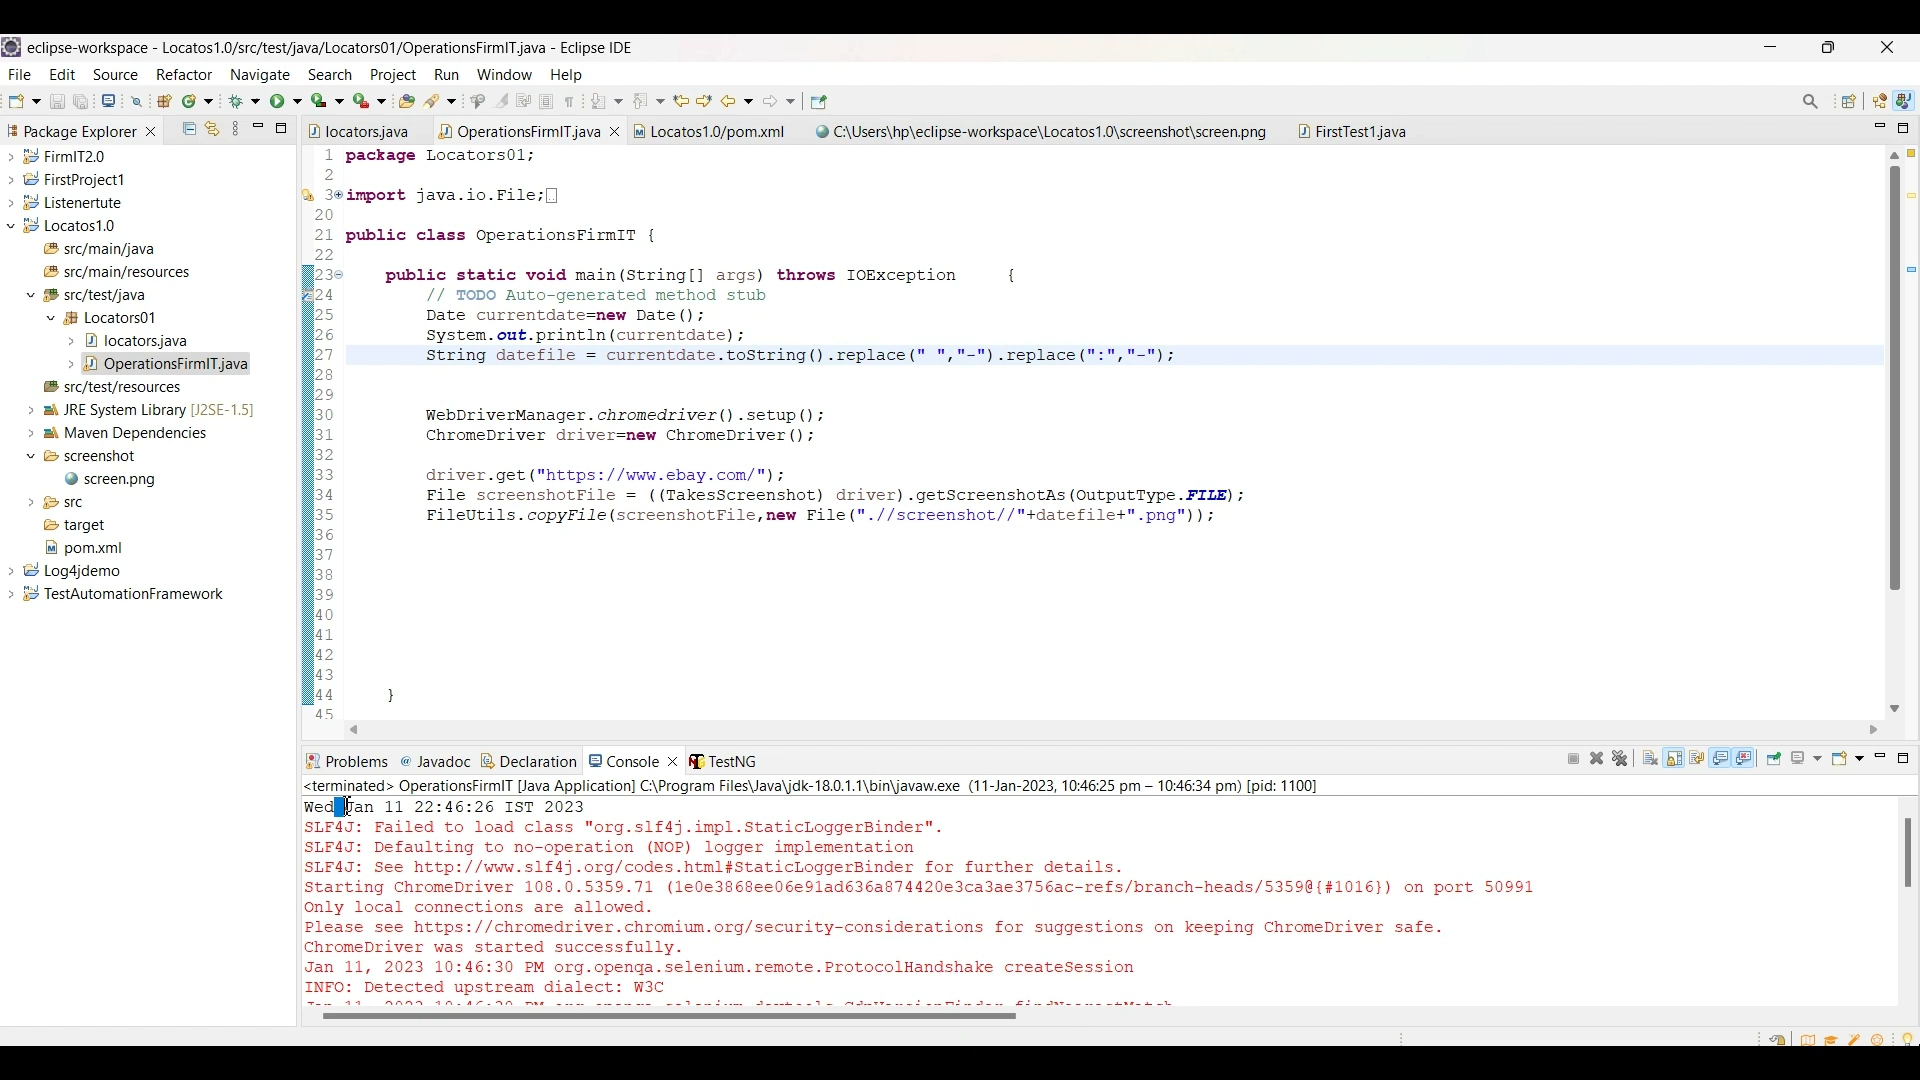 eclipse-workspace - Locatos1.0/src/test/java/Locators01/OperationsFirmIT.java - Eclipse IDE
File Edit Source Refactor Navigate Search Project Run Window Help
Package Explorer
locators.java OperationsFirmIT.java Locatos1.0/pom.xml C:\Users\hp\eclipse-workspace\Locatos1.0\screenshot\screen.png FirstTest1.java
FirmIT2.0
FirstProject1
Listenertute
Locatos1.0
src/main/java
src/main/resources
src/test/java
Locators01
locators.java
OperationsFirmIT.java
src/test/resources
JRE System Library [J2SE-1.5]
Maven Dependencies
screenshot
screen.png
src
target
pom.xml
Log4jdemo
TestAutomationFramework
1 package Locators01;
2
3 import java.io.File;
20
21 public class OperationsFirmIT {
22
23 public static void main(String[] args) throws IOException {
24 // TODO Auto-generated method stub
25 Date currentdate=new Date();
26 System.out.println(currentdate);
27 String datefile = currentdate.toString().replace(" ","-").replace(":","-");
28
29
30 WebDriverManager.chromedriver().setup();
31 ChromeDriver driver=new ChromeDriver();
32
33 driver.get("https://www.ebay.com/");
34 File screenshotFile = ((TakesScreenshot) driver).getScreenshotAs(OutputType.FILE);
35 FileUtils.copyFile(screenshotFile,new File(".//screenshot//"+datefile+".png"));
36
37
38
39
40
41
42
43
44 }
45
Problems Javadoc Declaration Console TestNG
<terminated> OperationsFirmIT [Java Application] C:\Program Files\Java\jdk-18.0.1.1\bin\javaw.exe (11-Jan-2023, 10:46:25 pm – 10:46:34 pm) [pid: 1100]
Wed Jan 11 22:46:26 IST 2023
SLF4J: Failed to load class "org.slf4j.impl.StaticLoggerBinder".
SLF4J: Defaulting to no-operation (NOP) logger implementation
SLF4J: See http://www.slf4j.org/codes.html#StaticLoggerBinder for further details.
Starting ChromeDriver 108.0.5359.71 (1e0e3868ee06e91ad636a874420e3ca3ae3756ac-refs/branch-heads/5359@{#1016}) on port 50991
Only local connections are allowed.
Please see https://chromedriver.chromium.org/security-considerations for suggestions on keeping ChromeDriver safe.
ChromeDriver was started successfully.
Jan 11, 2023 10:46:30 PM org.openqa.selenium.remote.ProtocolHandshake createSession
INFO: Detected upstream dialect: W3C